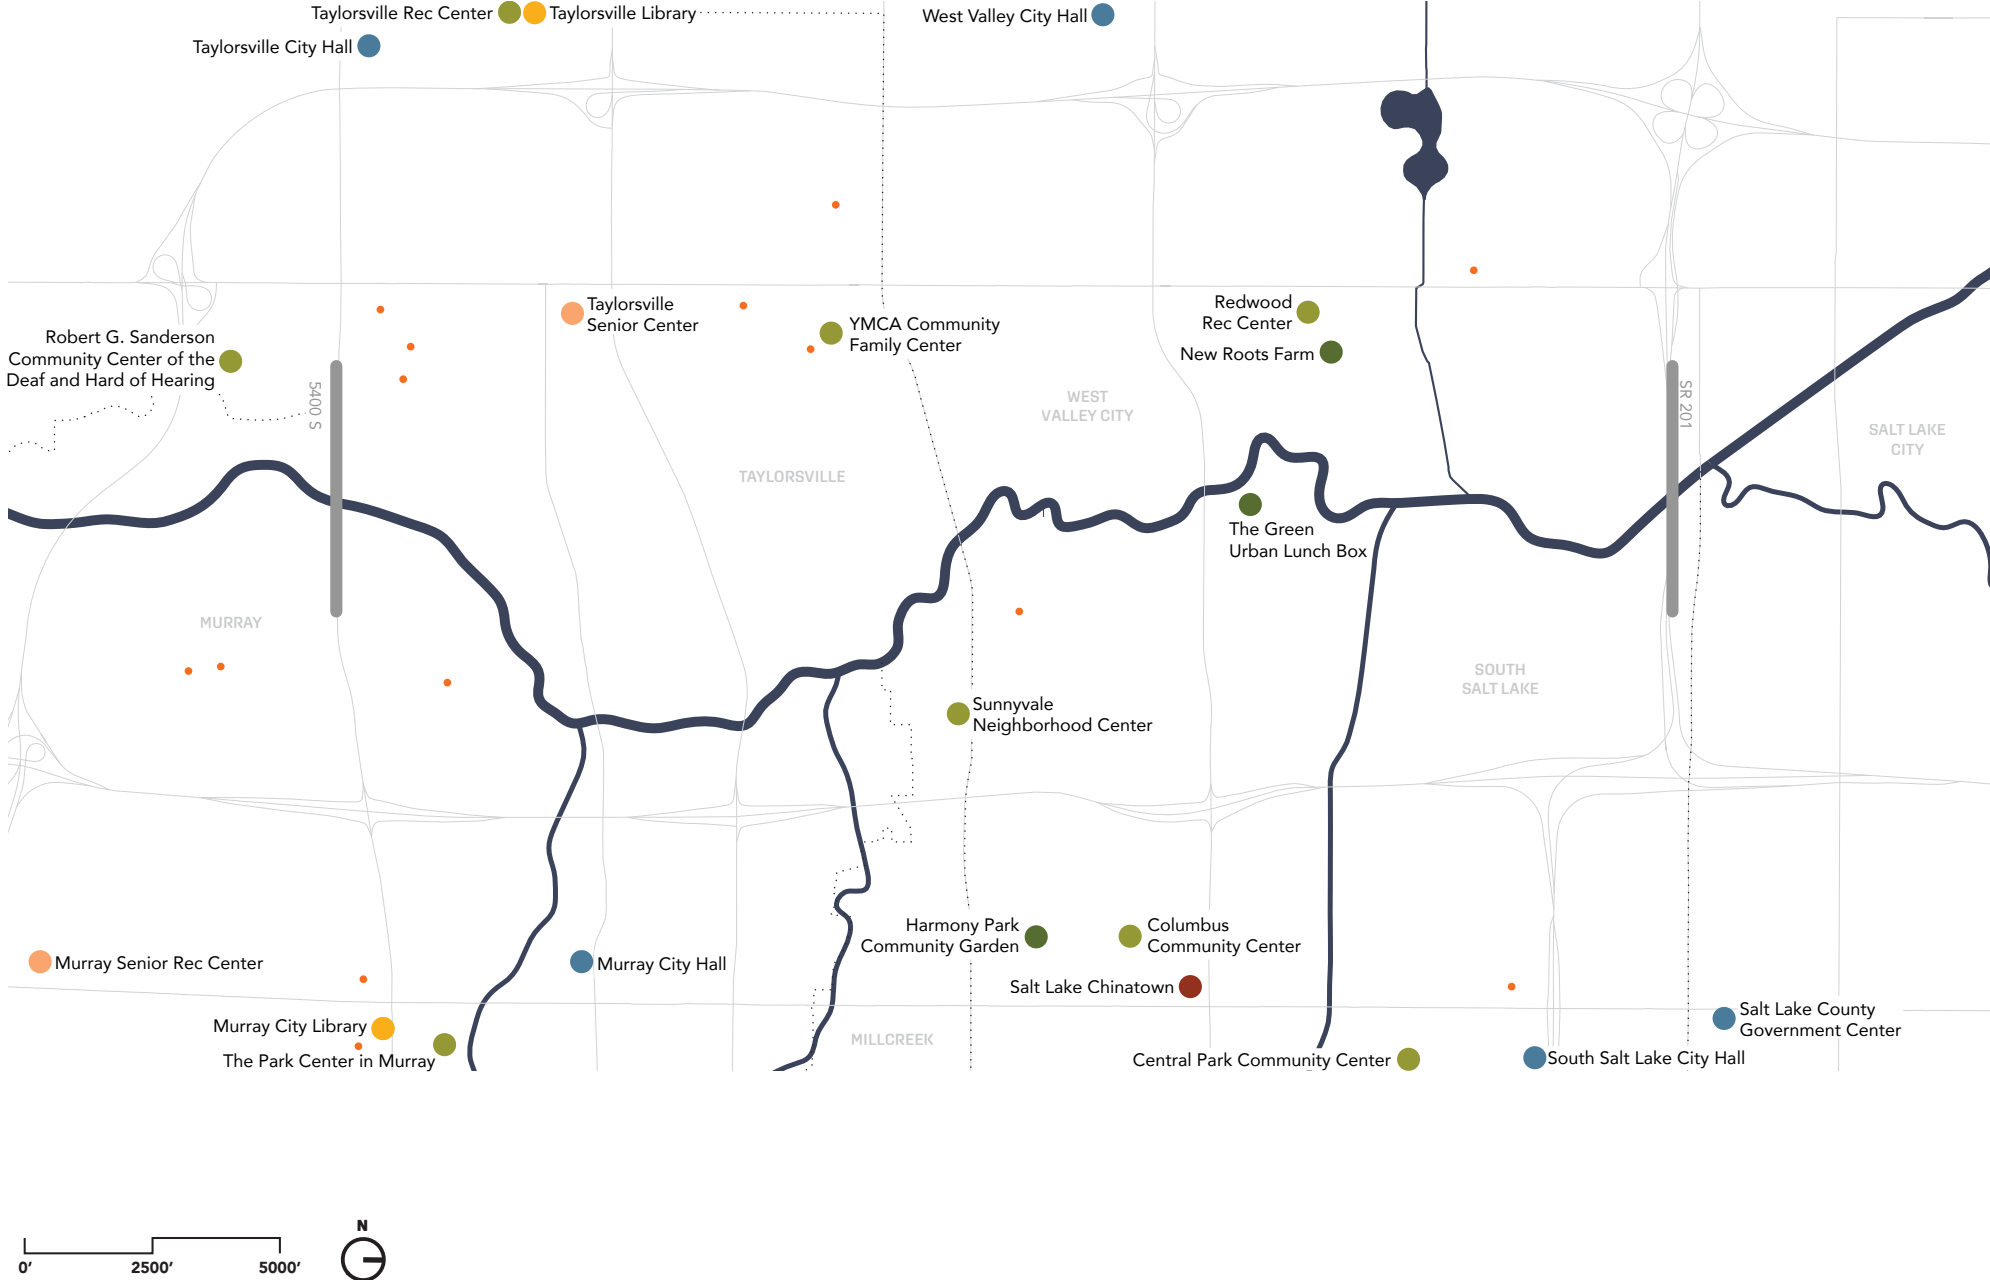 Taylorsville Rec Center
Taylorsville Library
West Valley City Hall
Taylorsville City Hall
Taylorsville
Senior Center
Robert G. Sanderson
Community Center of the
Deaf and Hard of Hearing
5400 S
YMCA Community
Family Center
Redwood
Rec Center
New Roots Farm
WEST
VALLEY CITY
SR 201
SALT LAKE
CITY
TAYLORSVILLE
The Green
Urban Lunch Box
MURRAY
SOUTH
SALT LAKE
Sunnyvale
Neighborhood Center
Harmony Park
Community Garden
Columbus
Community Center
Murray Senior Rec Center
Murray City Hall
Salt Lake Chinatown
Murray City Library
The Park Center in Murray
MILLCREEK
Salt Lake County
Government Center
Central Park Community Center
South Salt Lake City Hall
N
0′
2500′
5000′